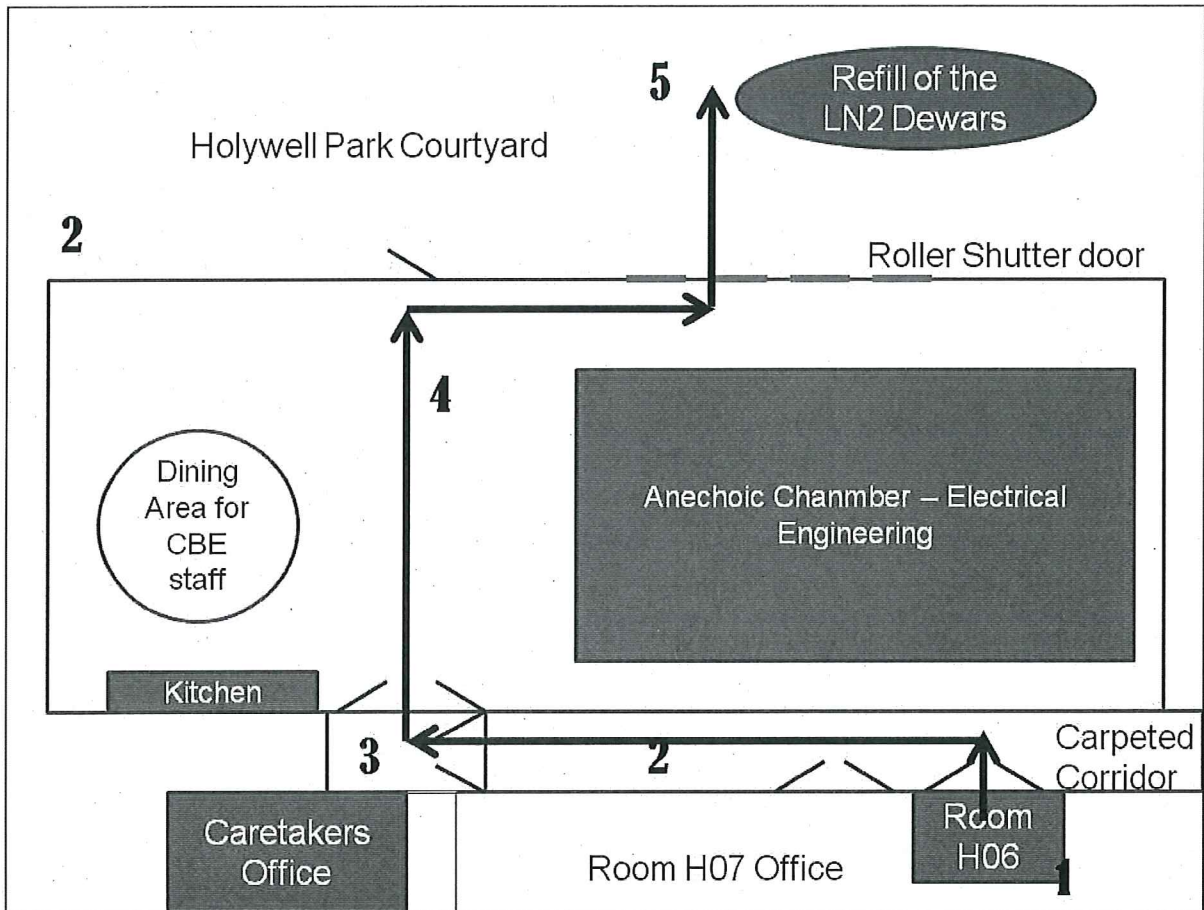 5
Refill of the
LN2 Dewars
Holywell Park Courtyard
2
Roller Shutter door
4
Dining
Area for
CBE
staff
Anechoic Chanmber – Electrical
Engineering
Kitchen
3
2
Carpeted
Corridor
Caretakers
Office
Room H07 Office
Room
H06
1